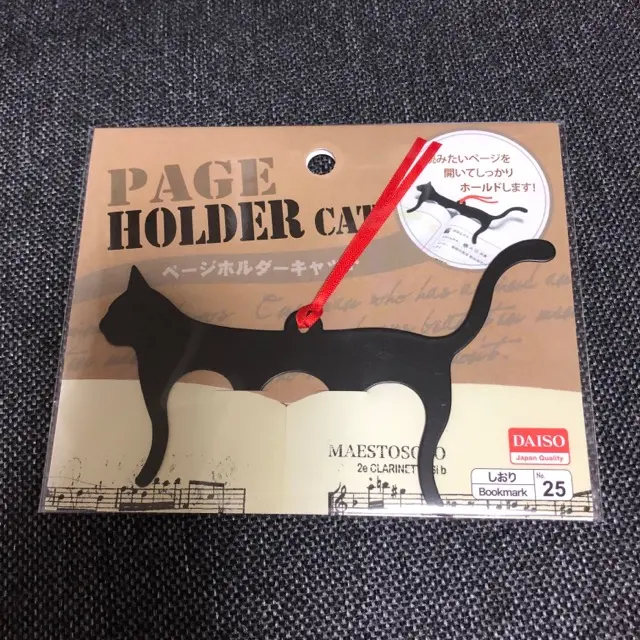 PAGE
HOLDER CAT
ページホルダーキャット
みたいページを
開いてしっかり
ホールドします!
MAESTOSO
2e CLARINET
DAISO
Japan Quality
しおり
Bookmark
No.
25